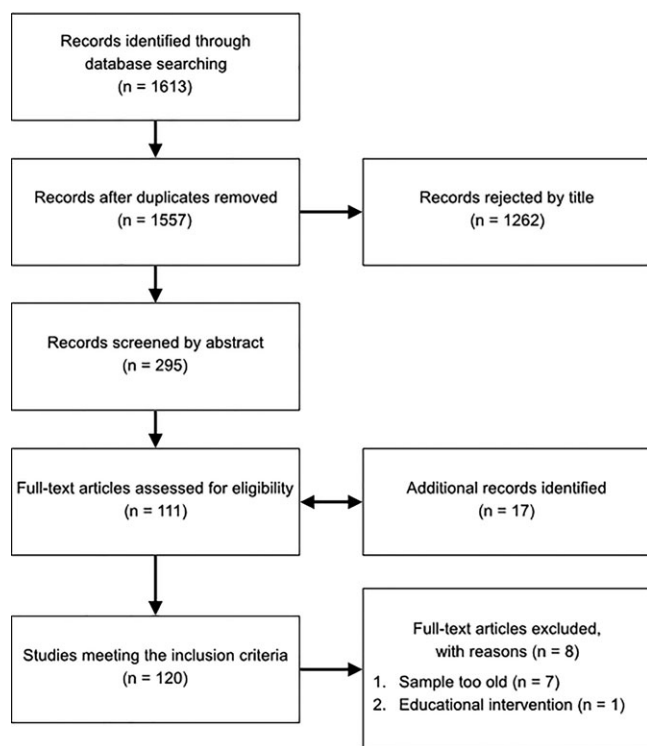 Records identified through
database searching
(n = 1613)
Records after duplicates removed
(n = 1557)
Records rejected by title
(n = 1262)
Records screened by abstract
(n = 295)
Full-text articles assessed for eligibility
(n = 111)
Additional records identified
(n = 17)
Studies meeting the inclusion criteria
(n = 120)
Full-text articles excluded,
with reasons (n = 8)
1. Sample too old (n = 7)
2. Educational intervention (n = 1)